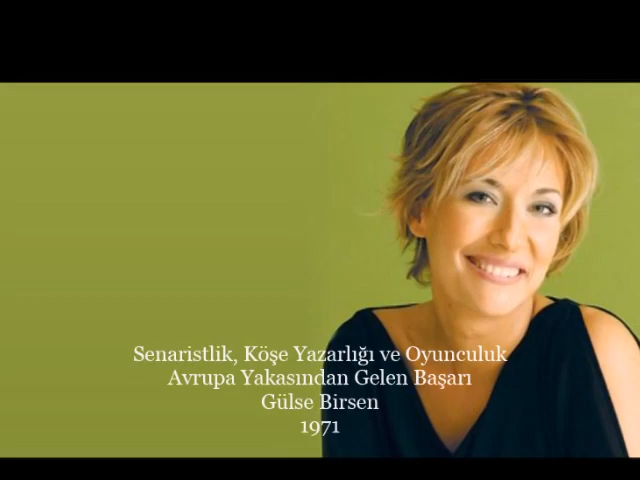 Senaristlik, Köşe Yazarlığı ve Oyunculuk
Avrupa Yakasından Gelen Başarı
Gülse Birsen
1971